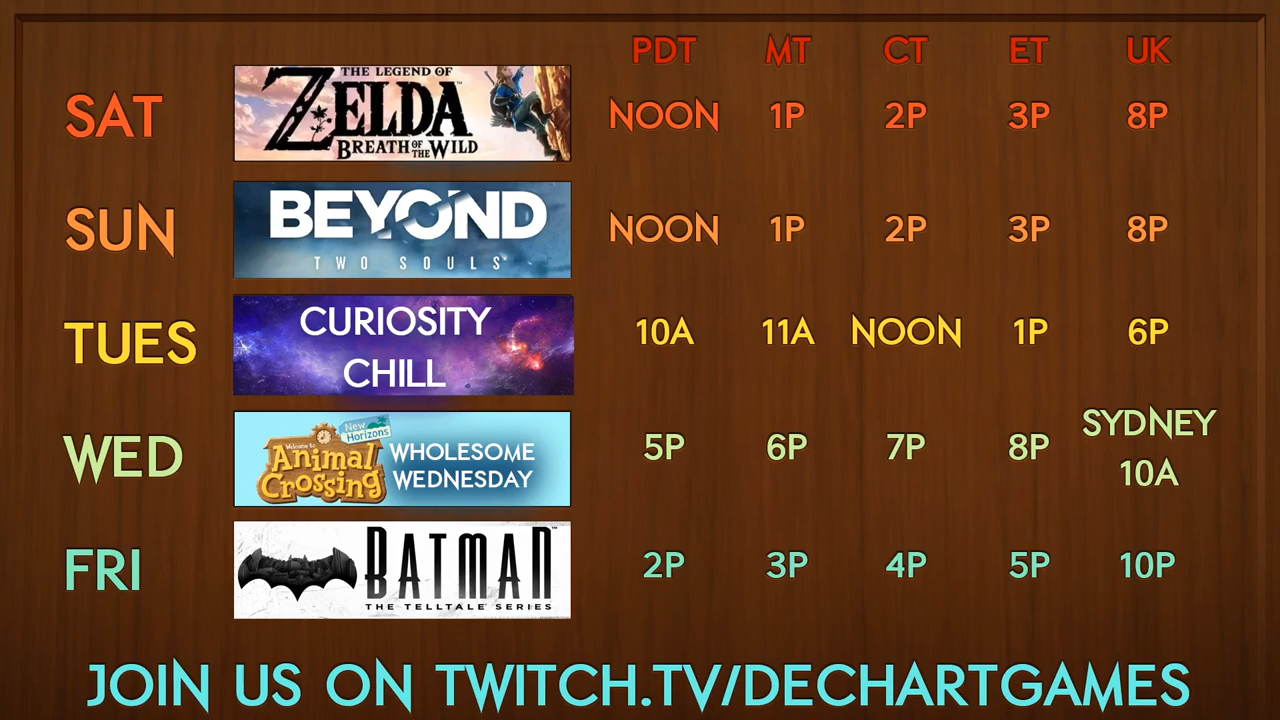 PDT MT CT ET UK
SAT THE LEGEND OF ZELDA BREATH OF THE WILD NOON 1P 2P 3P 8P
SUN BEYOND TWO SOULS NOON 1P 2P 3P 8P
TUES CURIOSITY CHILL 10A 11A NOON 1P 6P
WED Welcome to Animal Crossing New Horizons WHOLESOME WEDNESDAY 5P 6P 7P 8P SYDNEY 10A
FRI BATMAN THE TELLTALE SERIES 2P 3P 4P 5P 10P
JOIN US ON TWITCH.TV/DECHARTGAMES